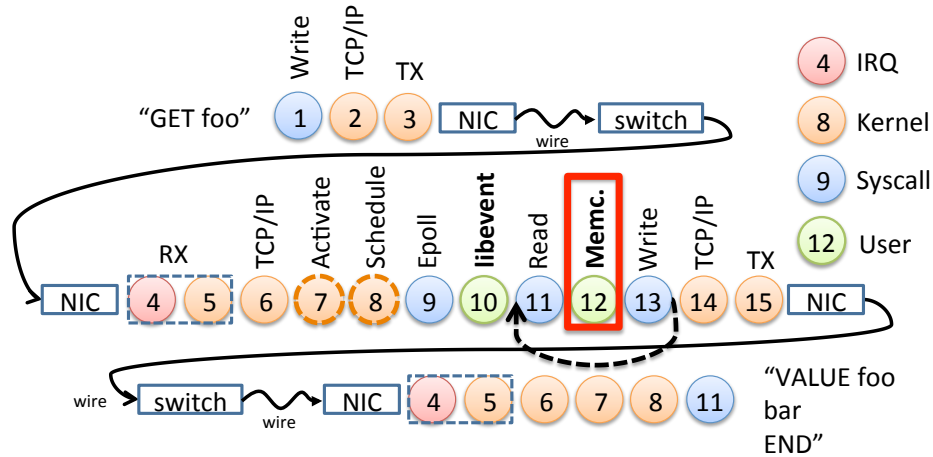 Write TCP/IP TX
“GET foo” 1 2 3 NIC wire switch
4 IRQ
8 Kernel
9 Syscall
12 User
RX TCP/IP Activate Schedule Epoll libevent Read Memc. Write TCP/IP TX
NIC 4 5 6 7 8 9 10 11 12 13 14 15 NIC
wire switch wire NIC 4 5 6 7 8 11
“VALUE foo
bar
END”